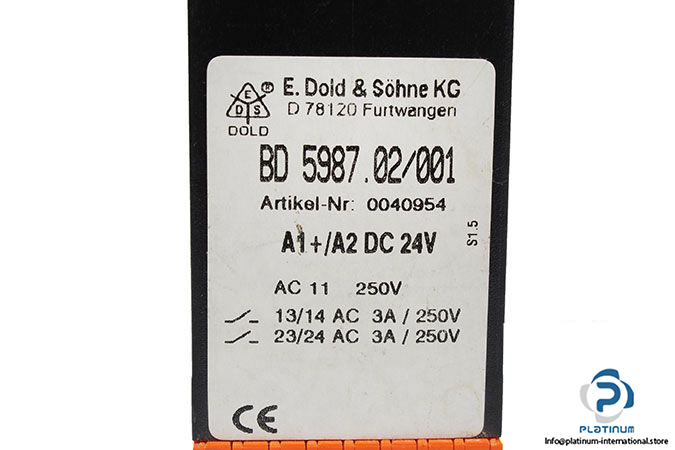 E
D S
®
DOLD
E. Dold & Söhne KG
D 78120 Furtwangen
BD 5987.02/001
Artikel-Nr: 0040954
A1+/A2 DC 24V
S1.5
AC 11 250V
13/14 AC 3A / 250V
23/24 AC 3A / 250V
CE
PLATINUM
Info@platinum-international.store